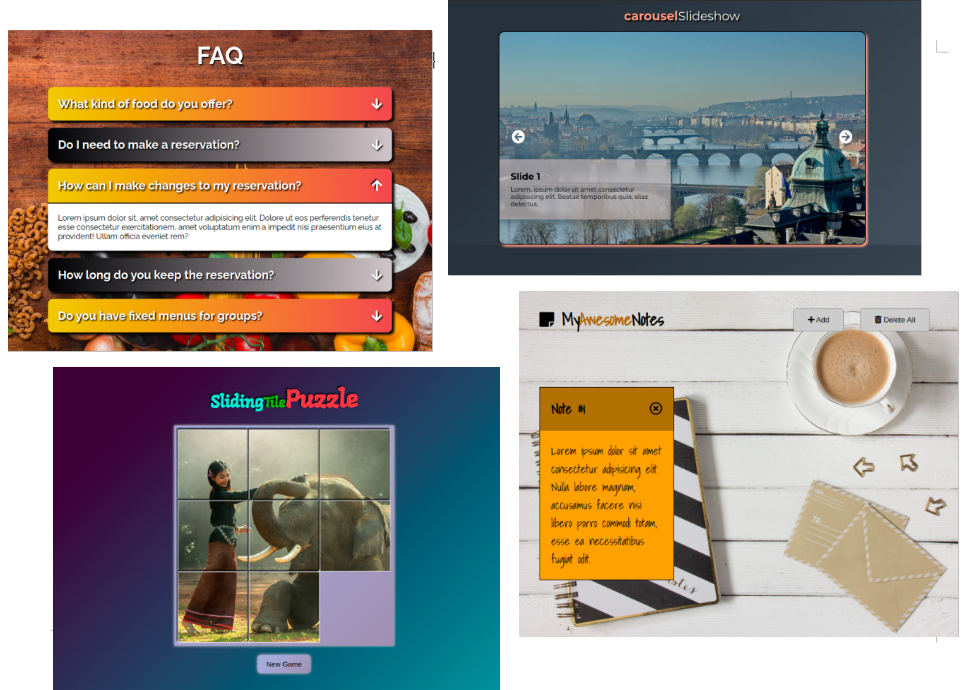 FAQ
What kind of food do you offer?
Do I need to make a reservation?
How can I make changes to my reservation?
Lorem ipsum dolor sit, amet consectetur adipisicing elit. Dolore ut eos perferendis tenetur
esse consectetur exercitationem, amet voluptatum enim a impedit nisi praesentium eius at
provident! Ullam officia eveniet rem?
How long do you keep the reservation?
Do you have fixed menus for groups?
carouselSlideshow
Slide 1
Lorem, ipsum dolor sit amet consectetur
adipisicing elit. Beatae temporibus quia, alias
delectus.
SlidingTilePuzzle
New Game
MyAwesomeNotes
Add
Delete All
Note #1
Lorem ipsum dolor sit amet
consectetur adipisicing elit.
Nulla labore magnam,
accusamus facere nisi
libero porro commodi totam,
esse ea necessitatibus
fugiat odit.